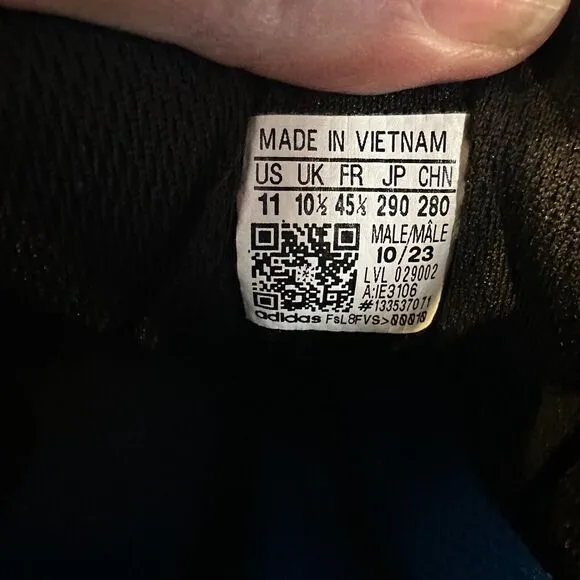 MADE IN VIETNAM
US UK FR JP CHN
11 10½ 45⅓ 290 280
MALE/MÂLE
10/23
LVL 029002
A:IE3106
#133537071
adidas FsL8FVS>00010